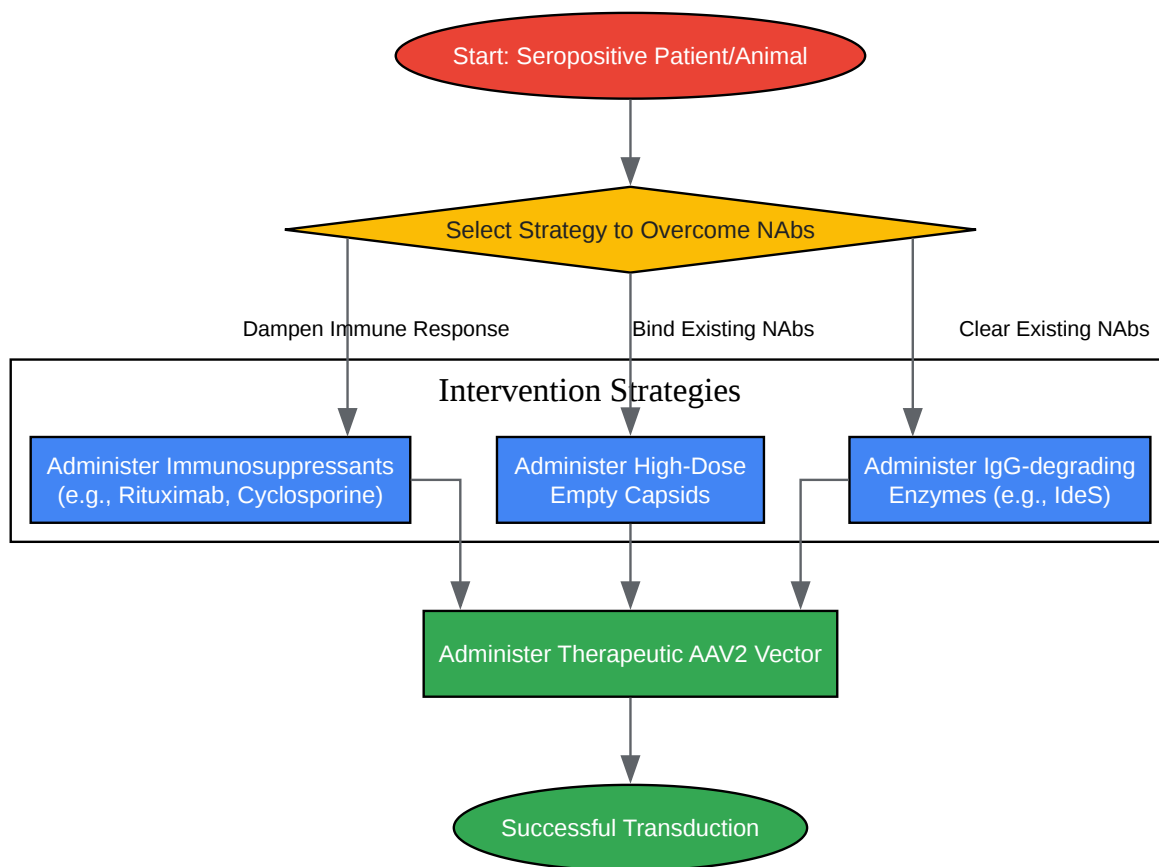 Start: Seropositive Patient/Animal
Select Strategy to Overcome NAbs
Dampen Immune Response
Bind Existing NAbs
Clear Existing NAbs
Intervention Strategies
Administer Immunosuppressants
(e.g., Rituximab, Cyclosporine)
Administer High-Dose
Empty Capsids
Administer IgG-degrading
Enzymes (e.g., IdeS)
Administer Therapeutic AAV2 Vector
Successful Transduction